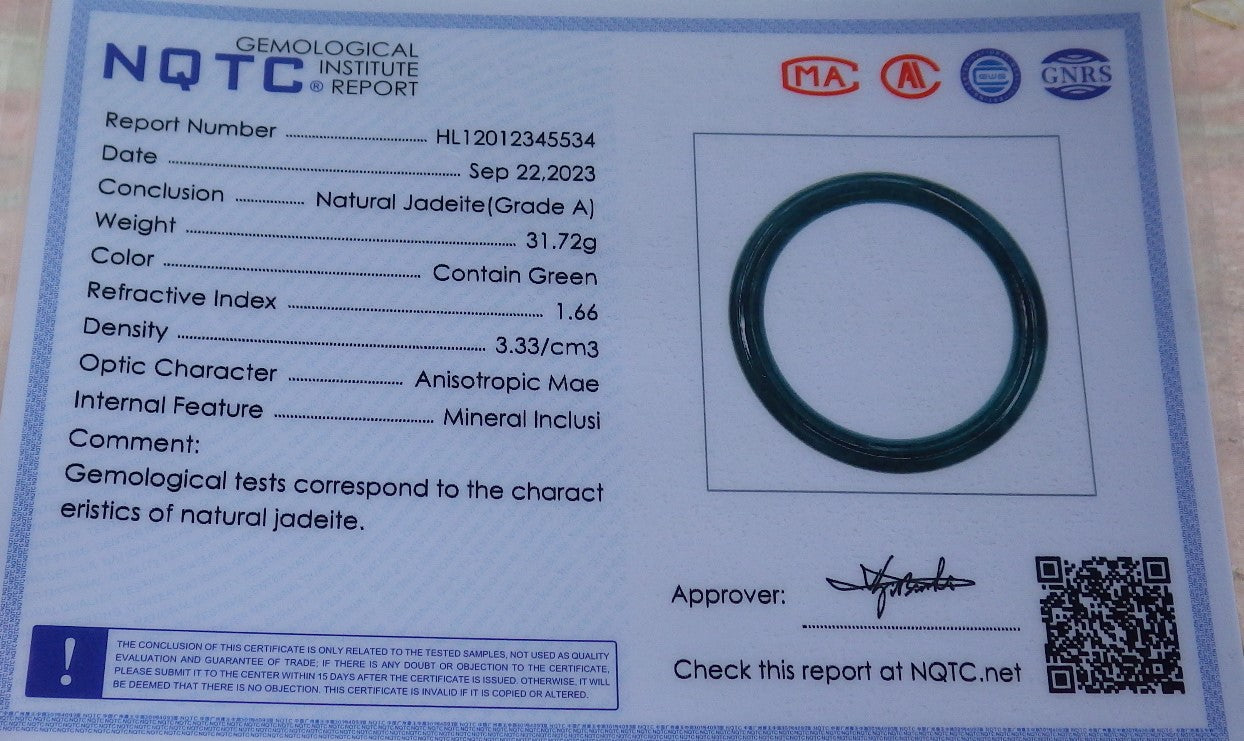 NQTC® GEMOLOGICAL
INSTITUTE
REPORT
MA
GNRS
Report Number HL12012345534
Date Sep 22,2023
Conclusion Natural Jadeite(Grade A)
Weight 31.72g
Color Contain Green
Refractive Index 1.66
Density 3.33/cm3
Optic Character Anisotropic Mae
Internal Feature Mineral Inclusi
Comment:
Gemological tests correspond to the charact
eristics of natural jadeite.
Approver:
Check this report at NQTC.net
!
THE CONCLUSION OF THIS CERTIFICATE IS ONLY RELATED TO THE TESTED SAMPLES, NOT USED AS QUALITY
EVALUATION AND GUARANTEE OF TRADE; IF THERE IS ANY DOUBT OR OBJECTION TO THE CERTIFICATE,
PLEASE SUBMIT IT TO THE CENTER WITHIN 15 DAYS AFTER THE CERTIFICATE IS ISSUED. OTHERWISE, IT WILL
BE DEEMED THAT THERE IS NO OBJECTION. THIS CERTIFICATE IS INVALID IF IT IS COPIED OR ALTERED.